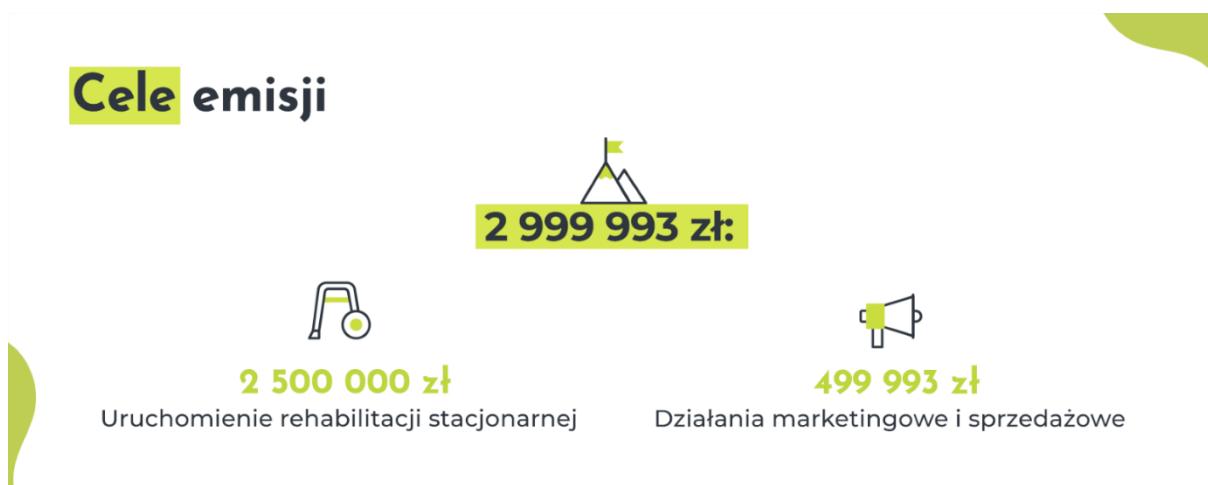 Cele emisji
2 999 993 zł:
2 500 000 zł
Uruchomienie rehabilitacji stacjonarnej
499 993 zł
Działania marketingowe i sprzedażowe